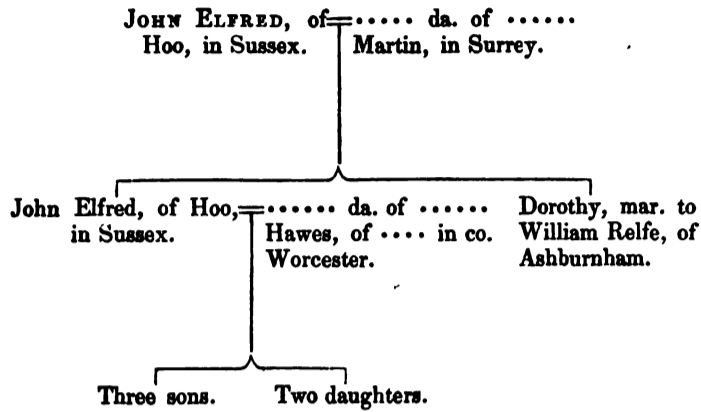 JOHN ELFRED, of═ ····· da. of ······
Hoo, in Sussex. Martin, in Surrey.
John Elfred, of Hoo,═ ······ da. of ······
in Sussex. Hawes, of ···· in co.
Worcester.
Dorothy, mar. to
William Relfe, of
Ashburnham.
Three sons. Two daughters.